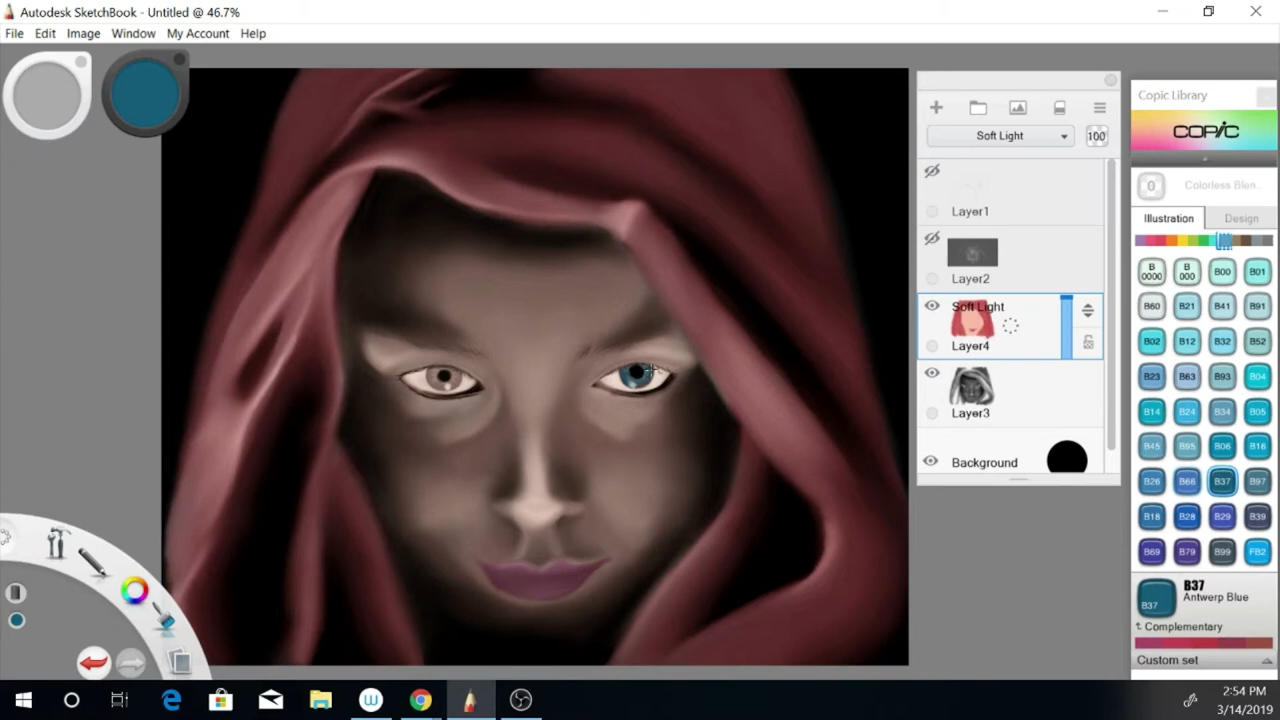 Autodesk SketchBook - Untitled @ 46.7%
File Edit Image Window My Account Help
Soft Light 100
Layer1
Layer2
Soft Light
Layer4
Layer3
Background
Copic Library
COPIC
0 Colorless Blen..
Illustration Design
B0000 B000 B00 B01
B60 B21 B41 B91
B02 B12 B32 B52
B23 B63 B93 B04
B14 B24 B34 B05
B45 B95 B06 B16
B26 B66 B37 B97
B18 B28 B29 B39
B69 B79 B99 FB2
B37
Antwerp Blue
B37
Complementary
Custom set
2:54 PM
3/14/2019